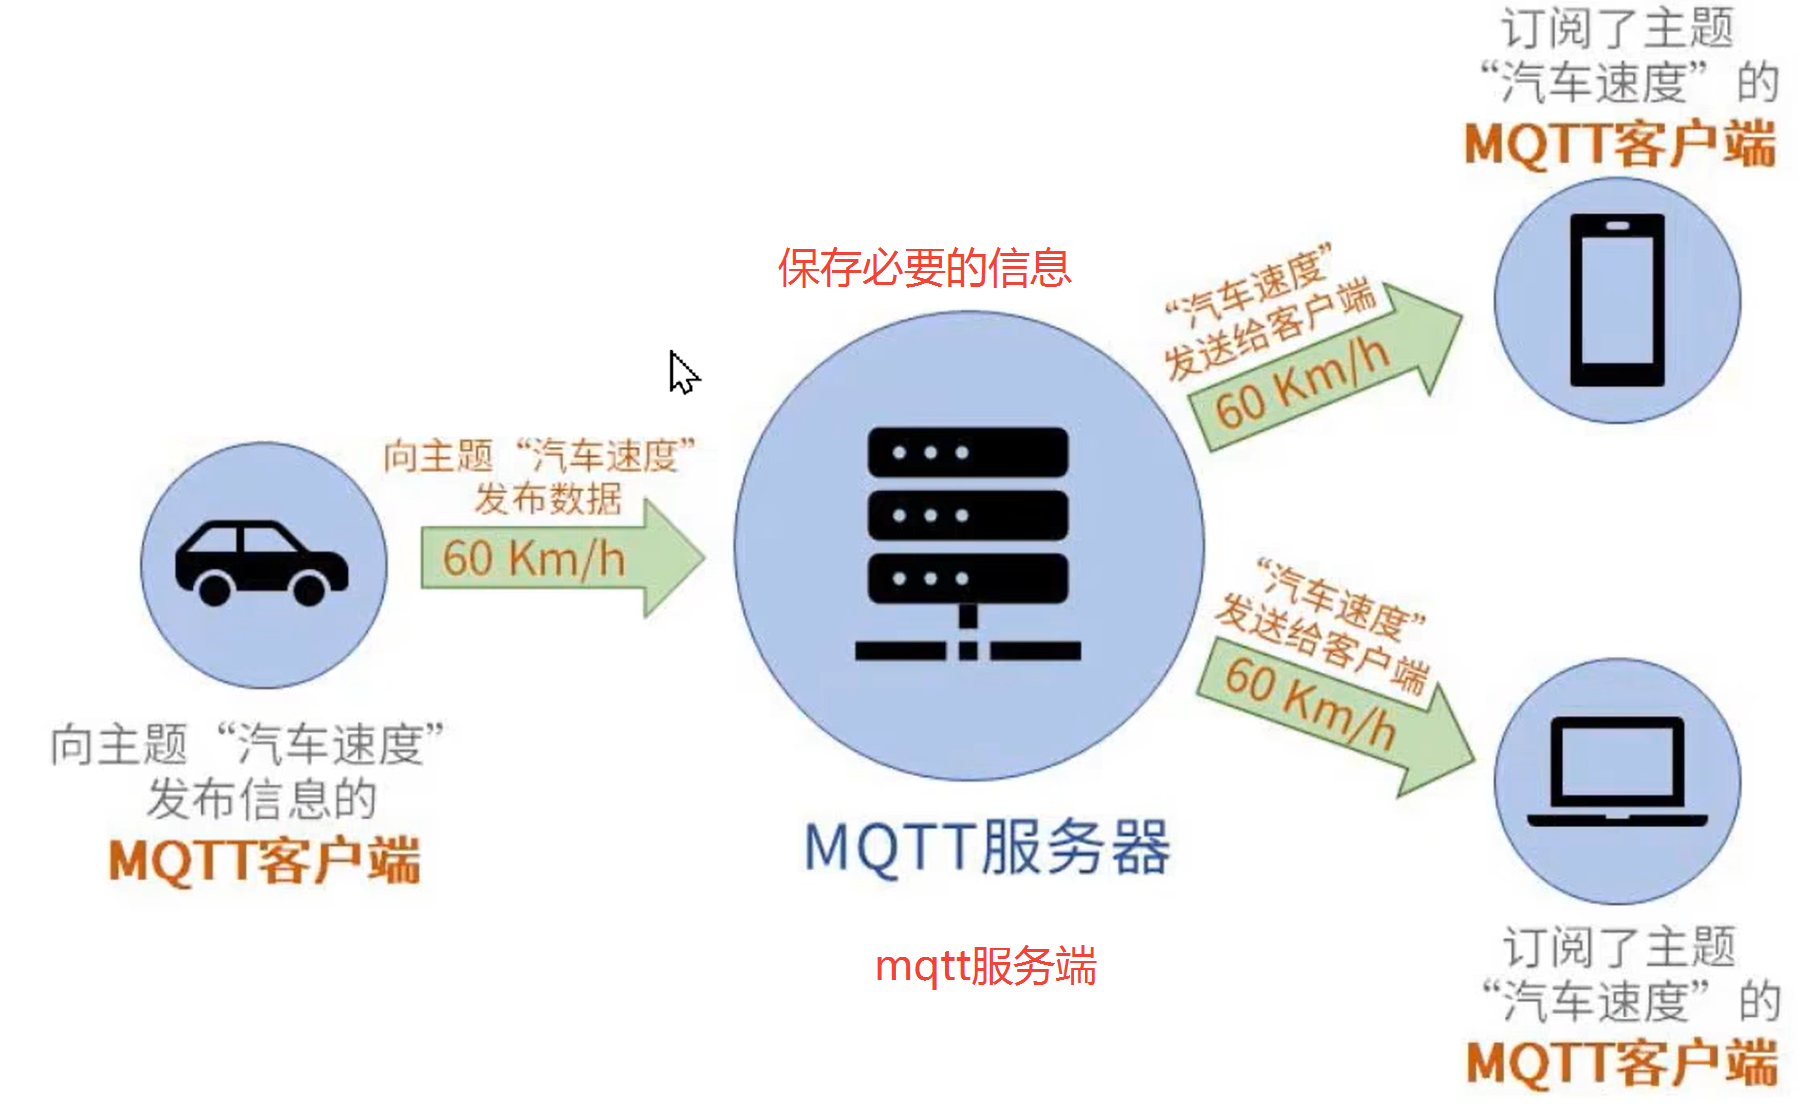 订阅了主题
“汽车速度”的
MQTT客户端
保存必要的信息
“汽车速度”
发送给客户端
60 Km/h
向主题“汽车速度”
发布数据
60 Km/h
“汽车速度”
发送给客户端
60 Km/h
向主题“汽车速度”
发布信息的
MQTT客户端
MQTT服务器
mqtt服务端
订阅了主题
“汽车速度”的
MQTT客户端